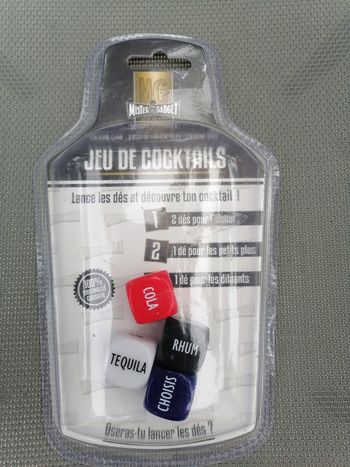 MG
MISTER GADGET
JEU DE COCKTAILS
Lance les dés et découvre ton cocktail !
1 2 dés pour l'alcool
2 1 dé pour les petits plus
1 dé pour les diluants
100%
COLA
RHUM
TEQUILA
CHOISIS
Oseras-tu lancer les dés ?